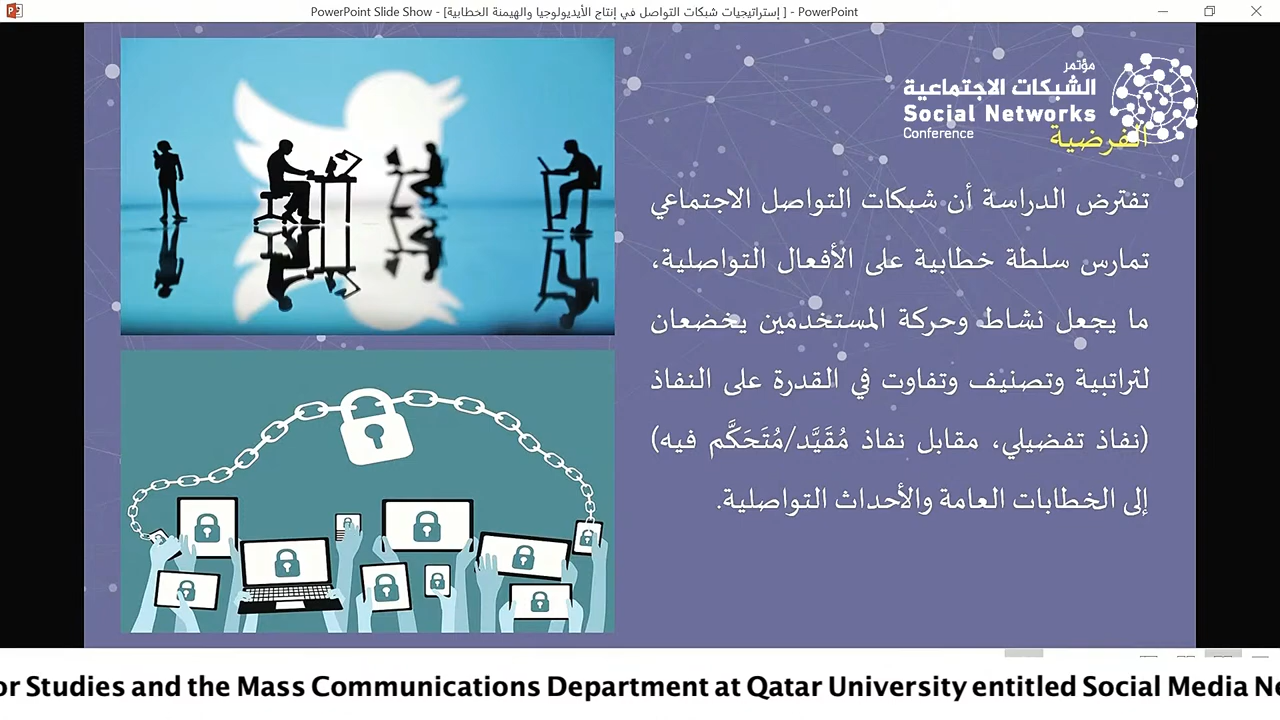 PowerPoint Slide Show - [إستراتيجيات شبكات التواصل في إنتاج الأيديولوجيا والهيمنة الخطابية] - PowerPoint
مؤتمر
الشبكات الاجتماعية
Social Networks
Conference
الفرضية
تفترض الدراسة أن شبكات التواصل الاجتماعي
تمارس سلطة خطابية على الأفعال التواصلية،
ما يجعل نشاط وحركة المستخدمين يخضعان
لتراتبية وتصنيف وتفاوت في القدرة على النفاذ
(نفاذ تفضيلي، مقابل نفاذ مُقَيَّد/مُتَحَكَّم فيه)
إلى الخطابات العامة والأحداث التواصلية.
or Studies and the Mass Communications Department at Qatar University entitled Social Media Ne